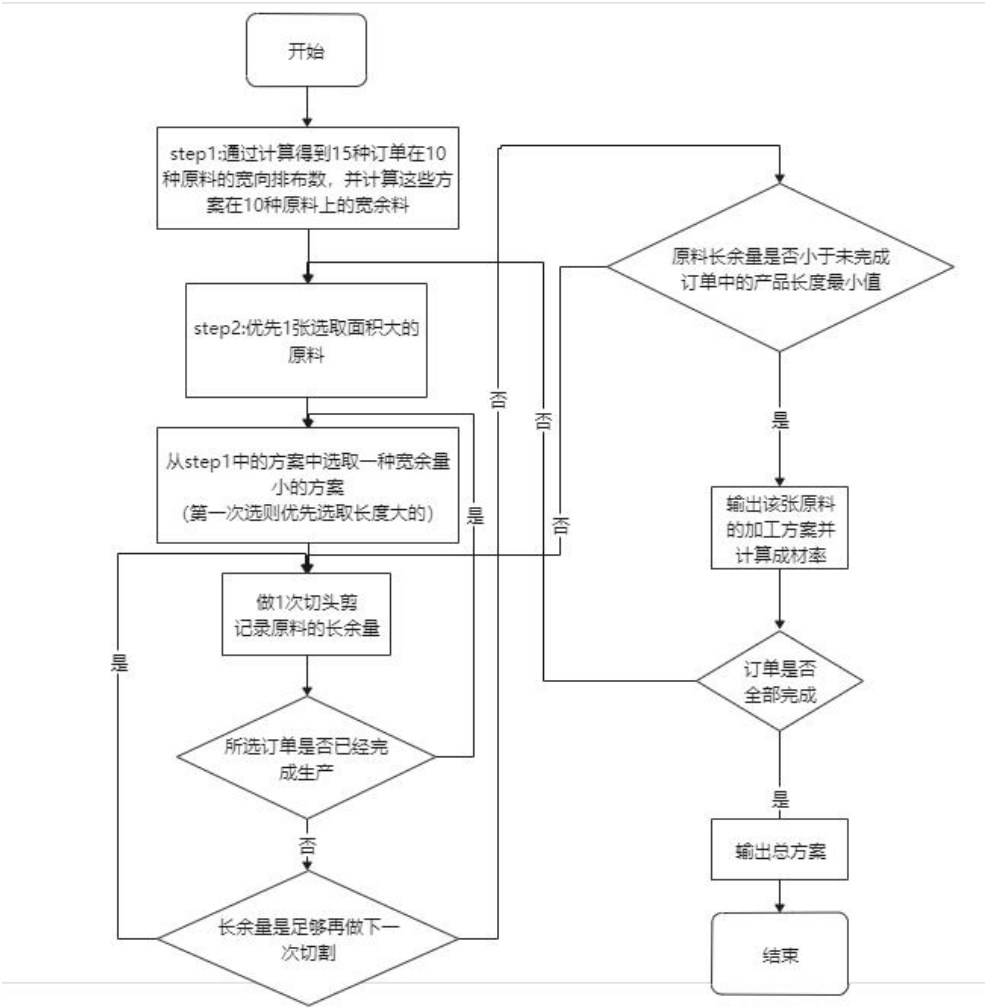 开始
step1:通过计算得到15种订单在10
种原料的宽向排布数，并计算这些方
案在10种原料上的宽余料
step2:优先1张选取面积大的
原料
从step1中的方案中选取一种宽余量
小的方案
(第一次选则优先选取长度大的)
做1次切头剪
记录原料的长余量
所选订单是否已经完
成生产
否
长余量是足够再做下一
次切割
是
是
否
否
否
原料长余量是否小于未完成
订单中的产品长度最小值
是
输出该张原料
的加工方案并
计算成材率
订单是否
全部完成
是
输出总方案
结束